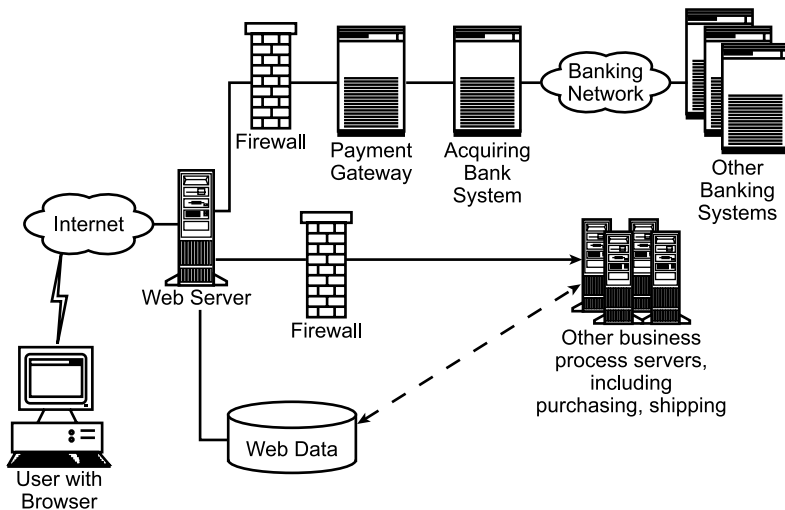 Banking
Network
Firewall
Payment
Gateway
Acquiring
Bank
System
Other
Banking
Systems
Internet
Web Server
Firewall
Other business
process servers,
including
purchasing, shipping
Web Data
User with
Browser